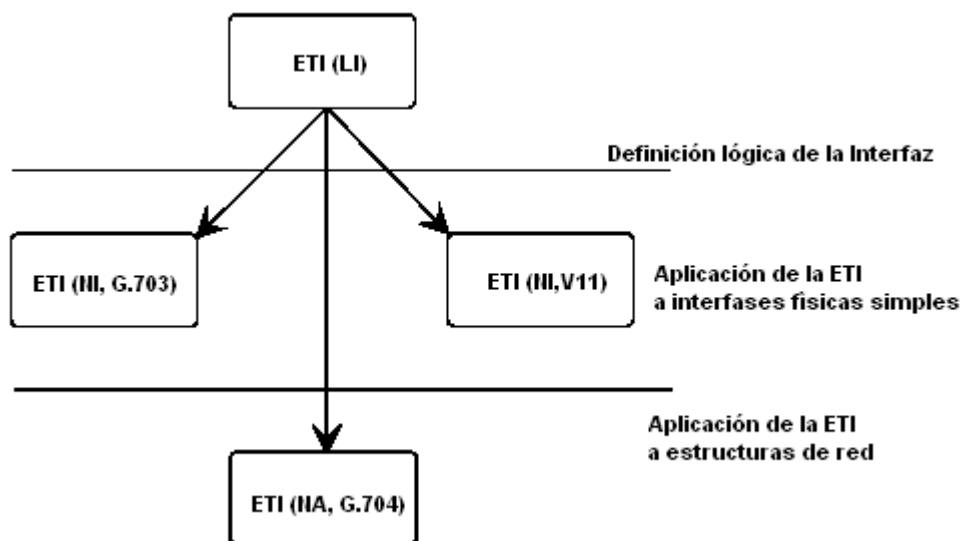 ETI (LI)
Definición lógica de la Interfaz
ETI (NI, G.703)
ETI (NI,V11)
Aplicación de la ETI
a interfases fìsicas simples
Aplicación de la ETI
a estructuras de red
ETI (NA, G.704)